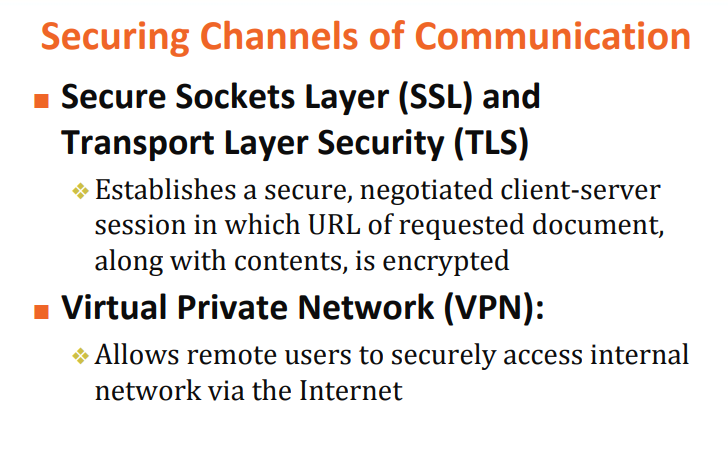 Securing Channels of Communication
■ Secure Sockets Layer (SSL) and
Transport Layer Security (TLS)
❖ Establishes a secure, negotiated client-server
session in which URL of requested document,
along with contents, is encrypted
■ Virtual Private Network (VPN):
❖ Allows remote users to securely access internal
network via the Internet